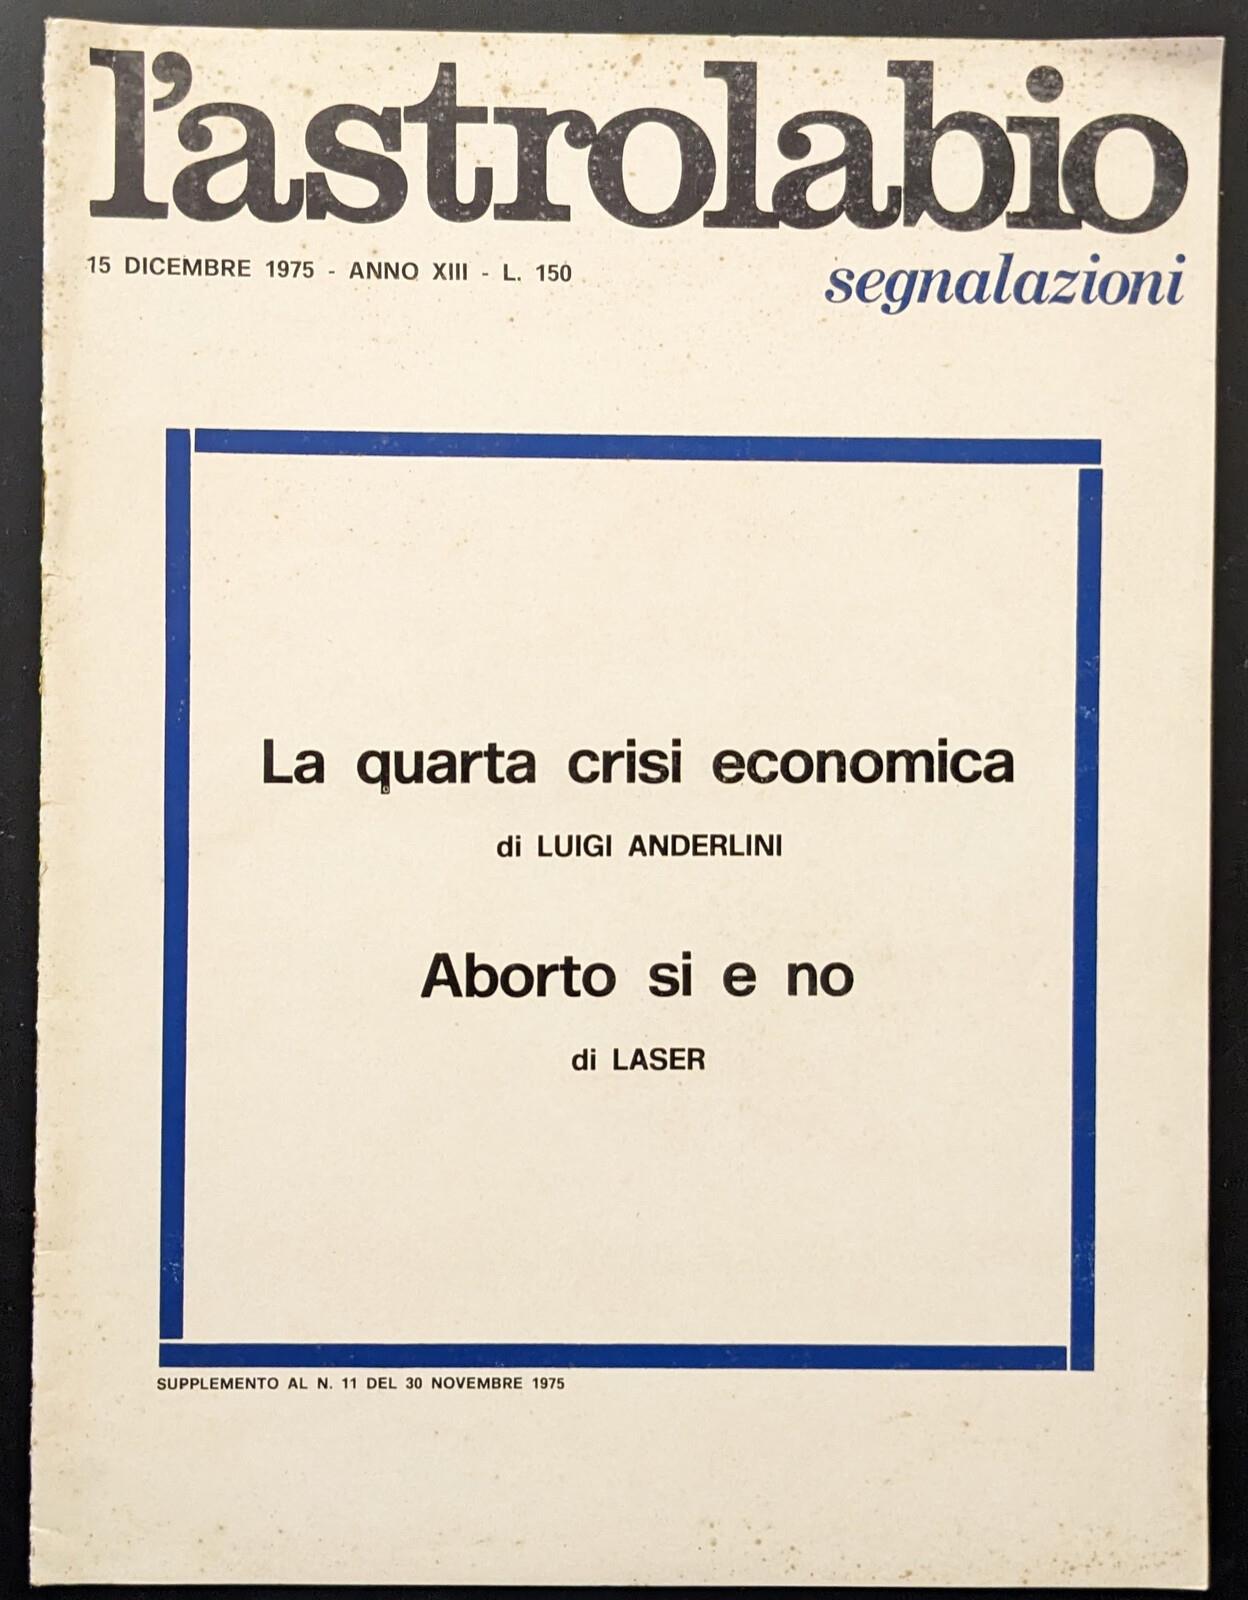 l'astrolabio
15 DICEMBRE 1975 - ANNO XIII - L. 150
segnalazioni
La quarta crisi economica
di LUIGI ANDERLINI
Aborto si e no
di LASER
SUPPLEMENTO AL N. 11 DEL 30 NOVEMBRE 1975